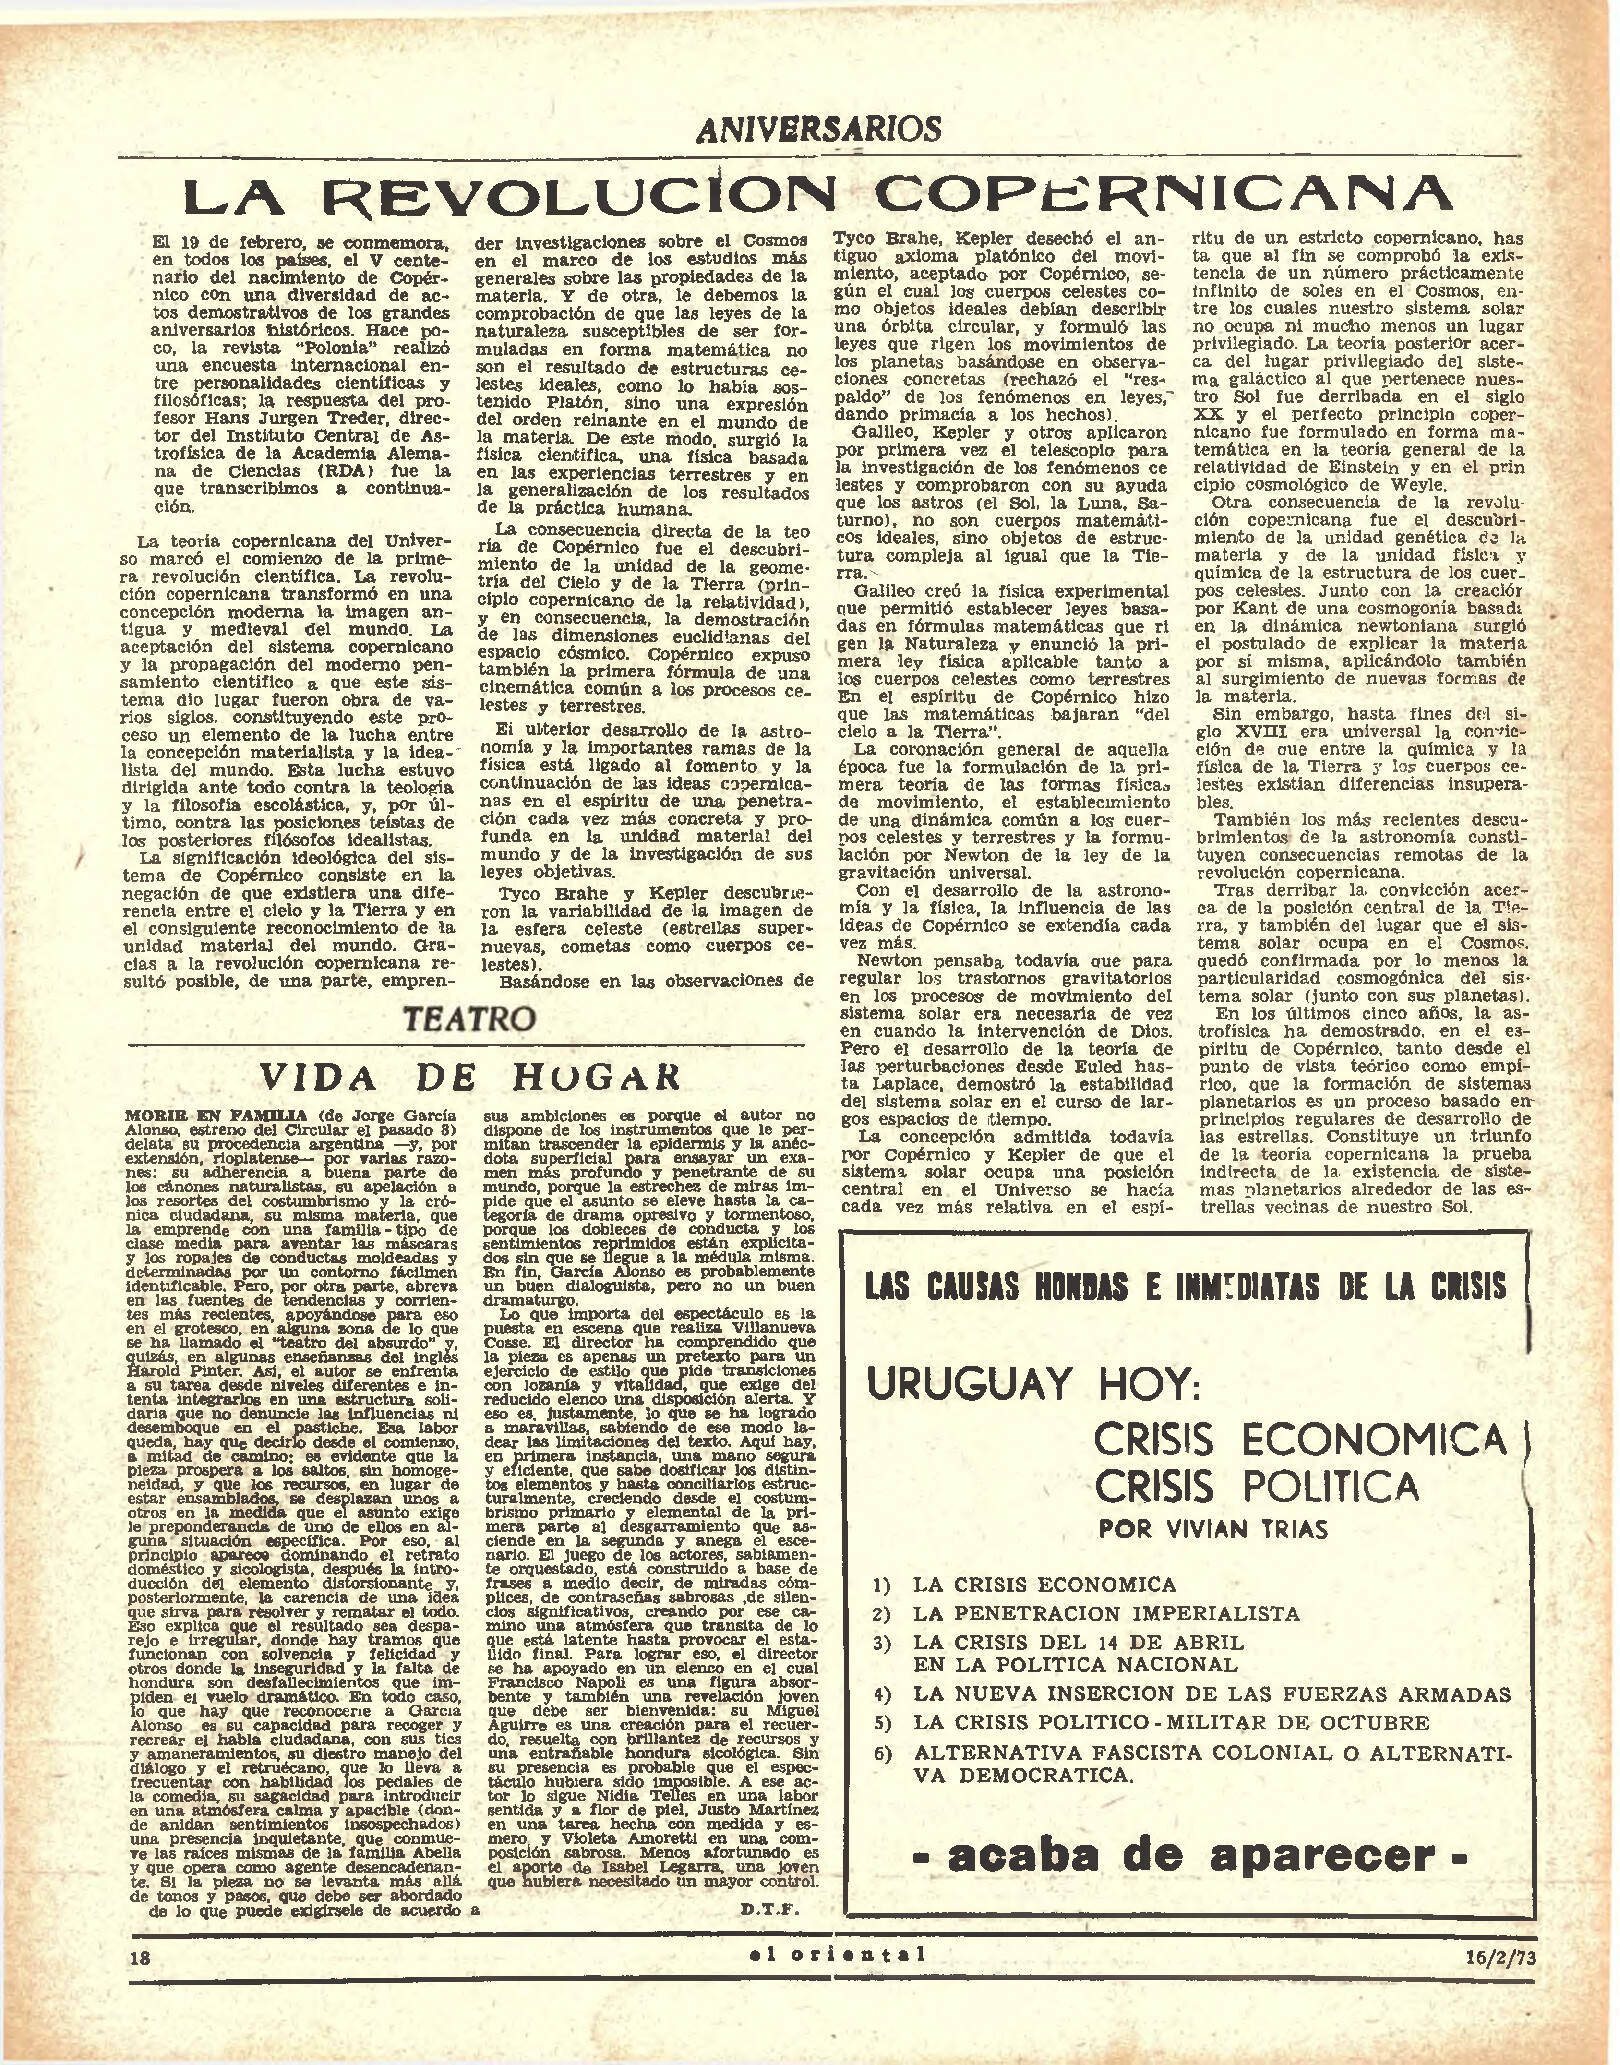 ANIVERSARIOS
LA REVOLUCION COPERNICANA
El 19 de febrero, se conmemora,
en todos los países, el V cente-
nario del nacimiento de Copér-
nico con una diversidad de ac-
tos demostrativos de los grandes
aniversarios históricos. Hace po-
co, la revista "Polonia" realizó
una encuesta internacional en-
tre personalidades científicas y
filosóficas; la respuesta del pro-
fesor Hans Jurgen Treder, direc-
tor del Instituto Central de As-
trofísica de la Academia Alema-
na de Ciencias (RDA) fue la
que transcribimos a continua-
ción.
La teoría copernicana del Univer-
so marcó el comienzo de la prime-
ra revolución científica. La revolu-
ción copernicana transformó en una
concepción moderna la imagen an-
tigua y medieval del mundo. La
aceptación del sistema copernicano
y la propagación del moderno pen-
samiento científico a que este sis-
tema dio lugar fueron obra de va-
rios siglos. constituyendo este pro-
ceso un elemento de la lucha entre
la concepción materialista y la idea-
lista del mundo. Esta lucha estuvo
dirigida ante todo contra la teología
y la filosofía escolástica, y, por úl-
timo, contra las posiciones teístas de
los posteriores filósofos idealistas.
La significación ideológica del sis-
tema de Copérnico consiste en la
negación de que existiera una dife-
rencia entre el cielo y la Tierra y en
el consiguiente reconocimiento de la
unidad material del mundo. Gra-
cias a la revolución copernicana re-
sultó posible, de una parte, empren-
der investigaciones sobre el Cosmos
en el marco de los estudios más
generales sobre las propiedades de la
materia. Y de otra, le debemos la
comprobación de que las leyes de la
naturaleza susceptibles de ser for-
muladas en forma matemática no
son el resultado de estructuras ce-
lestes ideales, como lo había sos-
tenido Platón, sino una expresión
del orden reinante en el mundo de
la materia. De este modo, surgió la
física científica, una física basada
en las experiencias terrestres y en
la generalización de los resultados
de la práctica humana.
La consecuencia directa de la teo
ría de Copérnico fue el descubri-
miento de la unidad de la geome-
tría del Cielo y de la Tierra (prin-
cipio copernicano de la relatividad),
y en consecuencia, la demostración
de las dimensiones euclidianas del
espacio cósmico. Copérnico expuso
también la primera fórmula de una
cinemática común a los procesos ce-
lestes y terrestres.
El ulterior desarrollo de la astro-
nomía y la importantes ramas de la
física está ligado al fomento y la
continuación de las ideas copernica-
nas en el espíritu de una penetra-
ción cada vez más concreta y pro-
funda en la unidad material del
mundo y de la investigación de sus
leyes objetivas.
Tyco Brahe y Kepler descubrie-
ron la variabilidad de la imagen de
la esfera celeste (estrellas super-
nuevas, cometas como cuerpos ce-
lestes).
Basándose en las observaciones de
Tyco Brahe, Kepler desechó el an-
tiguo axioma platónico del movi-
miento, aceptado por Copérnico, se-
gún el cual los cuerpos celestes co-
mo objetos ideales debían describir
una órbita circular, y formuló las
leyes que rigen los movimientos de
los planetas basándose en observa-
ciones concretas (rechazó el "res-
paldo" de los fenómenos en leyes,
dando primacía a los hechos).
Galileo, Kepler y otros aplicaron
por primera vez el telescopio para
la investigación de los fenómenos ce
lestes y comprobaron con su ayuda
que los astros (el Sol, la Luna, Sa-
turno), no son cuerpos matemáti-
cos ideales, sino objetos de estruc-
tura compleja al igual que la Tie-
rra.
Galileo creó la física experimental
que permitió establecer leyes basa-
das en fórmulas matemáticas que ri
gen la Naturaleza y enunció la pri-
mera ley física aplicable tanto a
los cuerpos celestes como terrestres
En el espíritu de Copérnico hizo
que las matemáticas bajaran "del
cielo a la Tierra".
La coronación general de aquella
época fue la formulación de la pri-
mera teoría de las formas físicas
de movimiento, el establecimiento
de una dinámica común a los cuer-
pos celestes y terrestres y la formu-
lación por Newton de la ley de la
gravitación universal.
Con el desarrollo de la astrono-
mía y la física, la influencia de las
ideas de Copérnico se extendía cada
vez más.
Newton pensaba todavía que para
regular los trastornos gravitatorios
en los procesos de movimiento del
sistema solar era necesaria de vez
en cuando la intervención de Dios.
Pero el desarrollo de la teoría de
las perturbaciones desde Euled has-
ta Laplace, demostró la estabilidad
del sistema solar en el curso de lar-
gos espacios de tiempo.
La concepción admitida todavía
por Copérnico y Kepler de que el
sistema solar ocupa una posición
central en el Universo se hacía
cada vez más relativa en el espí-
ritu de un estricto copernicano, has
ta que al fin se comprobó la exis-
tencia de un número prácticamente
infinito de soles en el Cosmos, en-
tre los cuales nuestro sistema solar
no ocupa ni mucho menos un lugar
privilegiado. La teoría posterior acer-
ca del lugar privilegiado del siste-
ma galáctico al que pertenece nues-
tro Sol fue derribada en el siglo
XX y el perfecto principio coper-
nicano fue formulado en forma ma-
temática en la teoría general de la
relatividad de Einstein y en el prin
cipio cosmológico de Weyle.
Otra consecuencia de la revolu-
ción copernicana fue el descubri-
miento de la unidad genética de la
materia y de la unidad física y
química de la estructura de los cuer-
pos celestes. Junto con la creación
por Kant de una cosmogonía basada
en la dinámica newtoniana surgió
el postulado de explicar la materia
por sí misma, aplicándolo también
al surgimiento de nuevas formas de
la materia.
Sin embargo, hasta fines del si-
glo XVIII era universal la convic-
ción de que entre la química y la
física de la Tierra y los cuerpos ce-
lestes existían diferencias insupera-
bles.
También los más recientes descu-
brimientos de la astronomía consti-
tuyen consecuencias remotas de la
revolución copernicana.
Tras derribar la convicción acer-
ca de la posición central de la Tie-
rra, y también del lugar que el sis-
tema solar ocupa en el Cosmos,
quedó confirmada por lo menos la
particularidad cosmogónica del sis-
tema solar (junto con sus planetas).
En los últimos cinco años, la as-
trofísica ha demostrado, en el es-
píritu de Copérnico, tanto desde el
punto de vista teórico como empí-
rico, que la formación de sistemas
planetarios es un proceso basado en
principios regulares de desarrollo de
las estrellas. Constituye un triunfo
de la teoría copernicana la prueba
indirecta de la existencia de siste-
mas planetarios alrededor de las es-
trellas vecinas de nuestro Sol.
TEATRO
VIDA DE HOGAR
MORIR EN FAMILIA (de Jorge García
Alonso, estreno del Circular el pasado 8)
delata su procedencia argentina —y, por
extensión, rioplatense— por varias razo-
nes: su adherencia a buena parte de
los cánones naturalistas, su apelación a
los resortes del costumbrismo y la cró-
nica ciudadana, su misma materia, que
la emprende con una familia-tipo de
clase media para aventar las máscaras
y los ropajes de conductas moldeadas y
determinadas por un contorno fácilmen
identificable. Pero, por otra parte, abreva
en las fuentes de tendencias y corrien-
tes más recientes, apoyándose para eso
en el grotesco, en alguna zona de lo que
se ha llamado el "teatro del absurdo" y,
quizás, en algunas enseñansas del inglés
Harold Pinter. Así, el autor se enfrenta
a su tarea desde niveles diferentes e in-
tenta integrarlos en una estructura soli-
daria que no denuncie las influencias ni
desemboque en el pastiche. Esa labor
queda, hay que decirlo desde el comienzo,
a mitad de camino: es evidente que la
pieza prospera a los saltos, sin homoge-
neidad, y que los recursos, en lugar de
estar ensamblados, se desplazan unos a
otros en la medida que el asunto exige
le preponderancia de uno de ellos en al-
guna situación específica. Por eso, al
principio aparece dominando el retrato
doméstico y sicologista, después la intro-
ducción del elemento distorsionante y,
posteriormente, la carencia de una idea
que sirva para resolver y rematar el todo.
Eso explica que el resultado sea despa-
rejo e irregular, donde hay tramos que
funcionan con solvencia y felicidad y
otros donde la inseguridad y la falta de
hondura son desfallecimientos que im-
piden el vuelo dramático. En todo caso,
lo que hay que reconocerle a García
Alonso es su capacidad para recoger y
recrear el habla ciudadana, con sus tics
y amaneramientos, su diestro manejo del
diálogo y el retruécano, que lo lleva a
frecuentar con habilidad los pedales de
la comedia, su sagacidad para introducir
en una atmósfera calma y apacible (don-
de anidan sentimientos insospechados)
una presencia inquietante, que conmue-
ve las raíces mismas de la familia Abella
y que opera como agente desencadenan-
te. Si la pieza no se levanta más allá
de tonos y pasos, que debe ser abordado
de lo que puede exigírsele de acuerdo a
sus ambiciones es porque el autor no
dispone de los instrumentos que le per-
mitan trascender la epidermis y la anéc-
dota superficial para ensayar un exa-
men más profundo y penetrante de su
mundo, porque la estrechez de miras im-
pide que el asunto se eleve hasta la ca-
tegoría de drama opresivo y tormentoso,
porque los dobleces de conducta y los
sentimientos reprimidos están explicita-
dos sin que se llegue a la médula misma.
En fin, García Alonso es probablemente
un buen dialoguista, pero no un buen
dramaturgo.
Lo que importa del espectáculo es la
puesta en escena que realiza Villanueva
Cosse. El director ha comprendido que
la pieza es apenas un pretexto para un
ejercicio de estilo que pide transiciones
con lozanía y vitalidad, que exige del
reducido elenco una disposición alerta. Y
eso es, justamente, lo que se ha logrado
a maravillas, sabiendo de ese modo la-
dear las limitaciones del texto. Aquí hay,
en primera instancia, una mano segura
y eficiente, que sabe dosificar los distin-
tos elementos y hasta conciliarlos estruc-
turalmente, creciendo desde el costum-
brismo primario y elemental de la pri-
mera parte al desgarramiento que as-
ciende en la segunda y anega el esce-
nario. El juego de los actores, sabiamen-
te orquestado, está construido a base de
frases a medio decir, de miradas cóm-
plices, de contraseñas sabrosas ,de silen-
cios significativos, creando por ese ca-
mino una atmósfera que transita de lo
que está latente hasta provocar el esta-
llido final. Para lograr eso, el director
se ha apoyado en un elenco en el cual
Francisco Napoli es una figura absor-
bente y también una revelación joven
que debe ser bienvenida: su Miguel
Aguirre es una creación para el recuer-
do, resuelta con brillantez de recursos y
una entrañable hondura sicológica. Sin
su presencia es probable que el espec-
táculo hubiera sido imposible. A ese ac-
tor lo sigue Nidia Telles en una labor
sentida y a flor de piel, Justo Martínez
en una tarea hecha con medida y es-
mero, y Violeta Amoretti en una com-
posición sabrosa. Menos afortunado es
el aporte de Isabel Legarra, una joven
que hubiera necesitado un mayor control.
D.T.F.
LAS CAUSAS HONDAS E INMEDIATAS DE LA CRISIS
URUGUAY HOY:
CRISIS ECONOMICA
CRISIS POLITICA
POR VIVIAN TRIAS
1) LA CRISIS ECONOMICA
2) LA PENETRACION IMPERIALISTA
3) LA CRISIS DEL 14 DE ABRIL
EN LA POLITICA NACIONAL
4) LA NUEVA INSERCION DE LAS FUERZAS ARMADAS
5) LA CRISIS POLITICO-MILITAR DE OCTUBRE
6) ALTERNATIVA FASCISTA COLONIAL O ALTERNATI-
VA DEMOCRATICA.
- acaba de aparecer -
18
el oriental
16/2/73